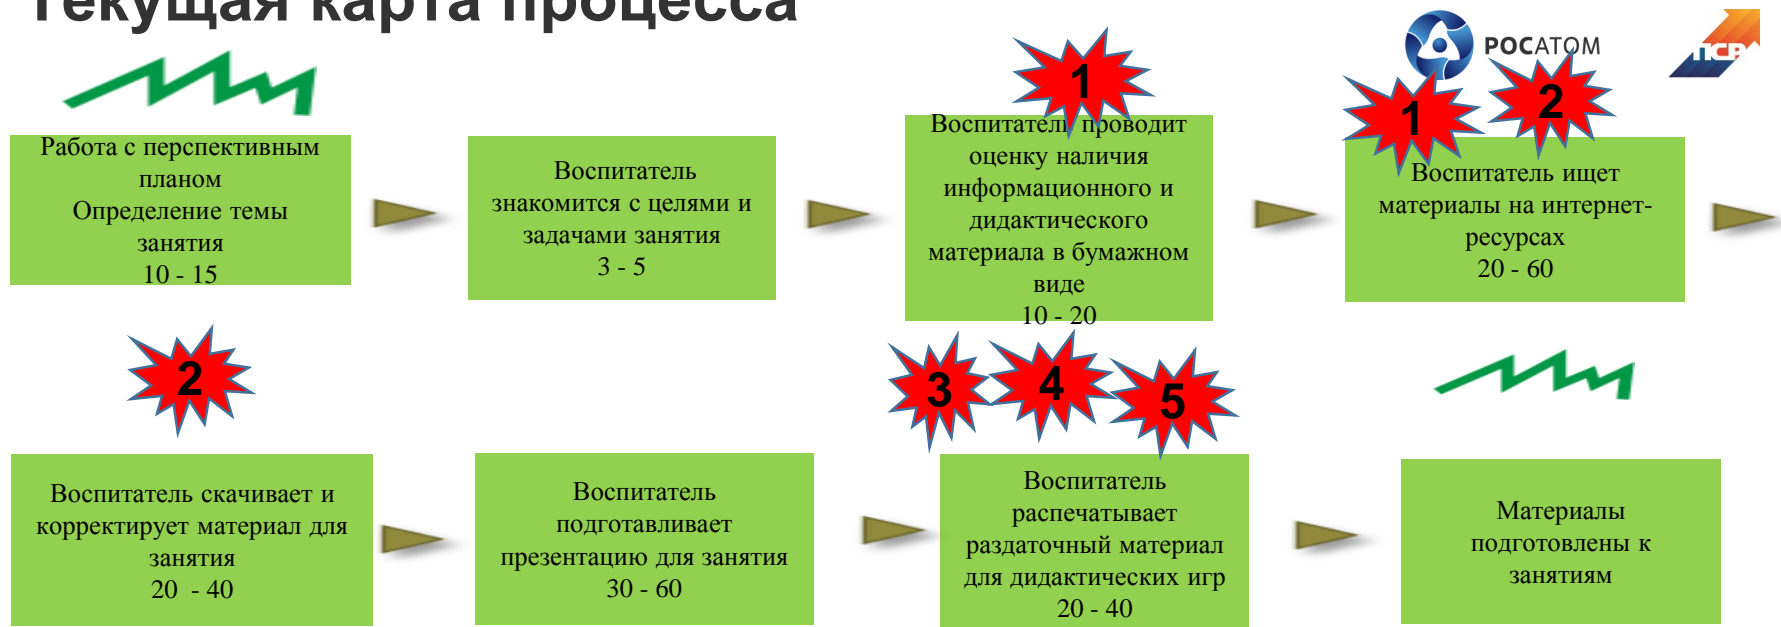 Текущая карта процесса
РОСАТОМ
ПСР
1
1
2
Работа с перспективным
планом
Определение темы
занятия
10 - 15
Воспитатель
знакомится с целями и
задачами занятия
3 - 5
Воспитатель проводит
оценку наличия
информационного и
дидактического
материала в бумажном
виде
10 - 20
Воспитатель ищет
материалы на интернет-
ресурсах
20 - 60
2
3
4
5
Воспитатель скачивает и
корректирует материал для
занятия
20 - 40
Воспитатель
подготавливает
презентацию для занятия
30 - 60
Воспитатель
распечатывает
раздаточный материал
для дидактических игр
20 - 40
Материалы
подготовлены к
занятиям